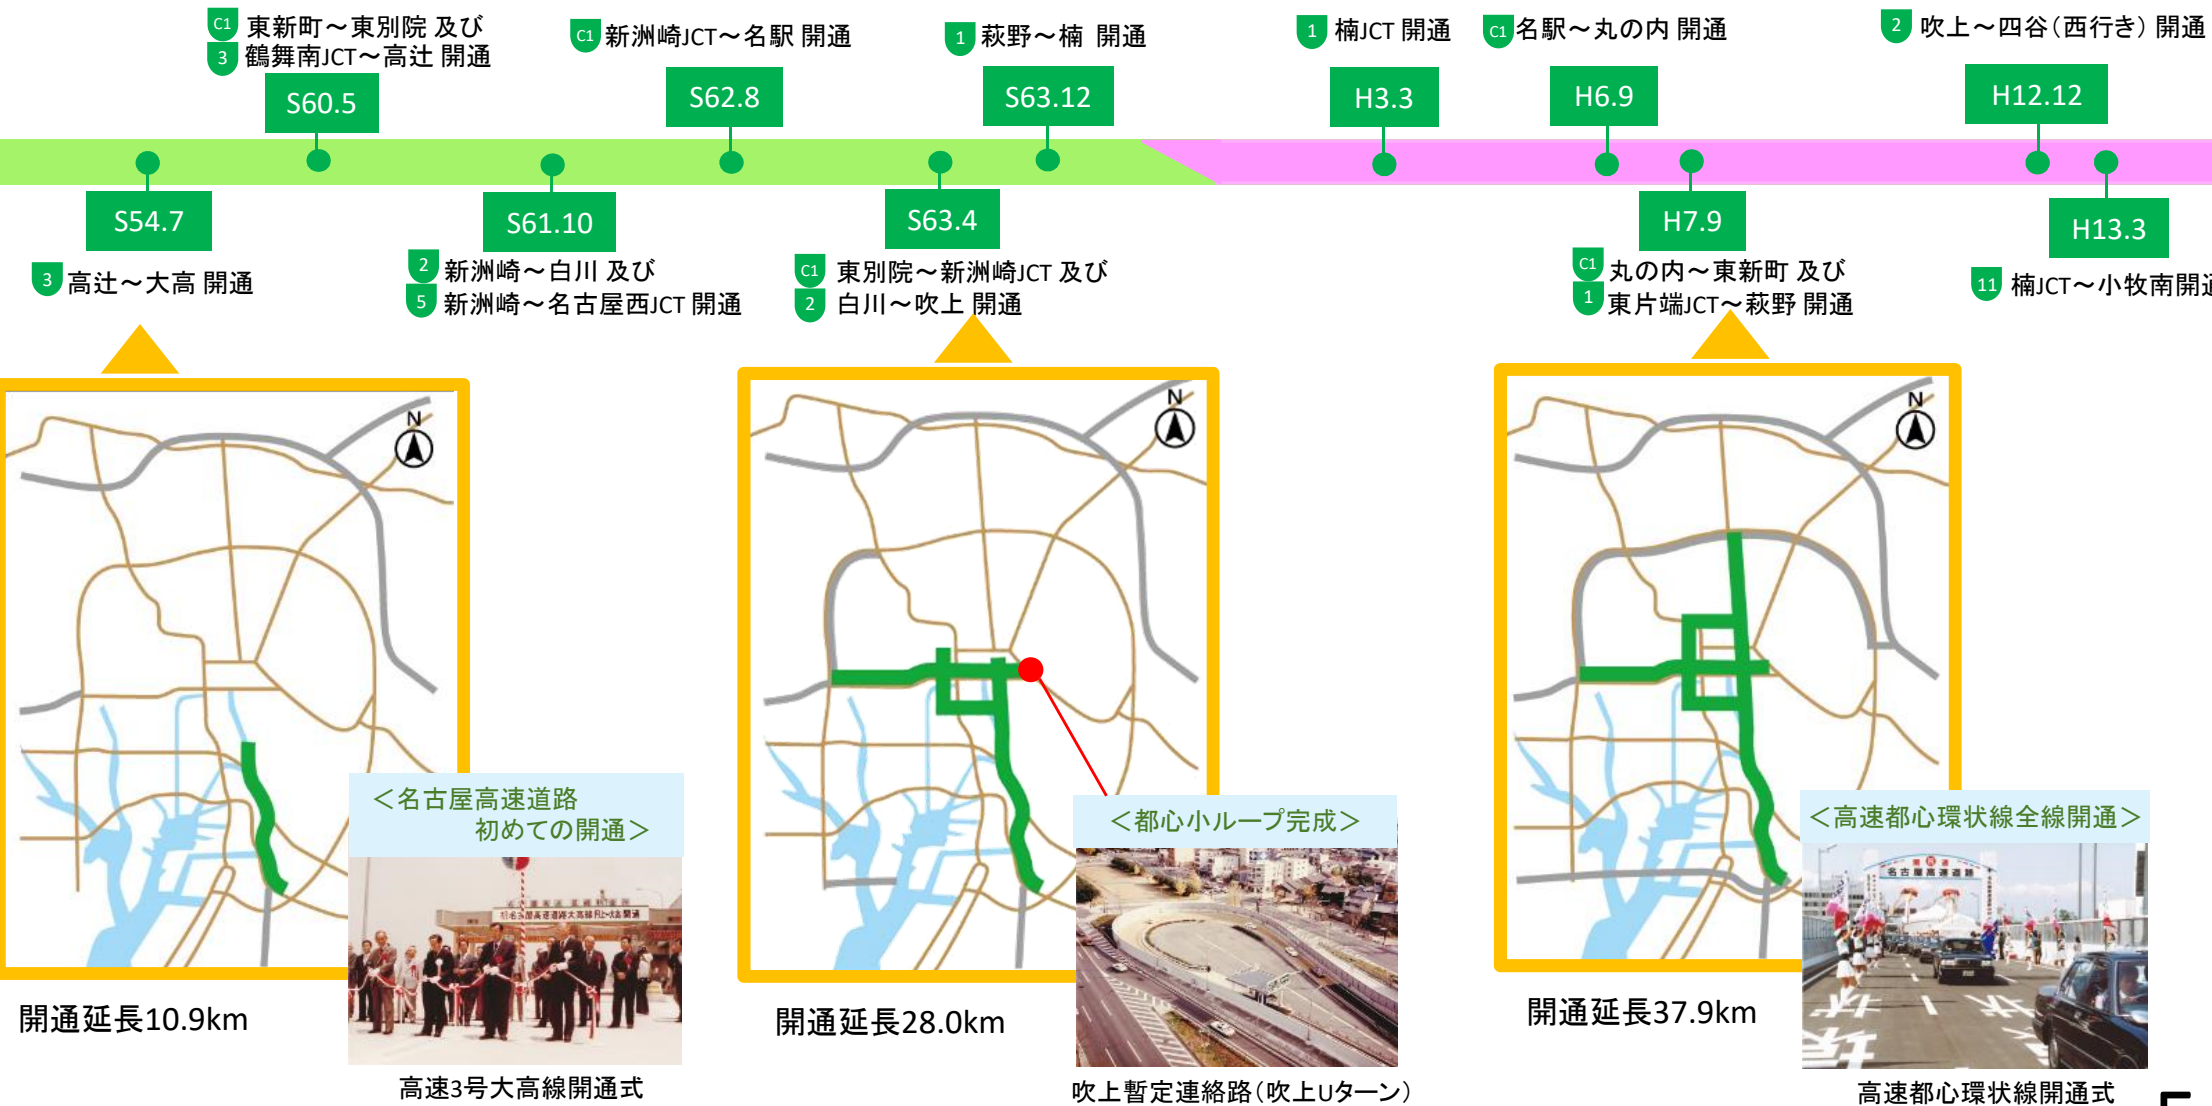 C1 東新町～東別院 及び
3 鶴舞南JCT～高辻 開通
C1 新洲崎JCT～名駅 開通
1 萩野～楠 開通
1 楠JCT 開通
C1 名駅～丸の内 開通
2 吹上～四谷（西行き） 開通
S60.5
S62.8
S63.12
H3.3
H6.9
H12.12
S54.7
S61.10
S63.4
H7.9
H13.3
3 高辻～大高 開通
2 新洲崎～白川 及び
5 新洲崎～名古屋西JCT 開通
C1 東別院～新洲崎JCT 及び
2 白川～吹上 開通
C1 丸の内～東新町 及び
1 東片端JCT～萩野 開通
11 楠JCT～小牧南開通
N
N
N
＜名古屋高速道路
初めての開通＞
＜都心小ループ完成＞
＜高速都心環状線全線開通＞
名古屋高速道路
開通延長10.9km
開通延長28.0km
開通延長37.9km
高速3号大高線開通式
吹上暫定連絡路（吹上Uターン）
高速都心環状線開通式